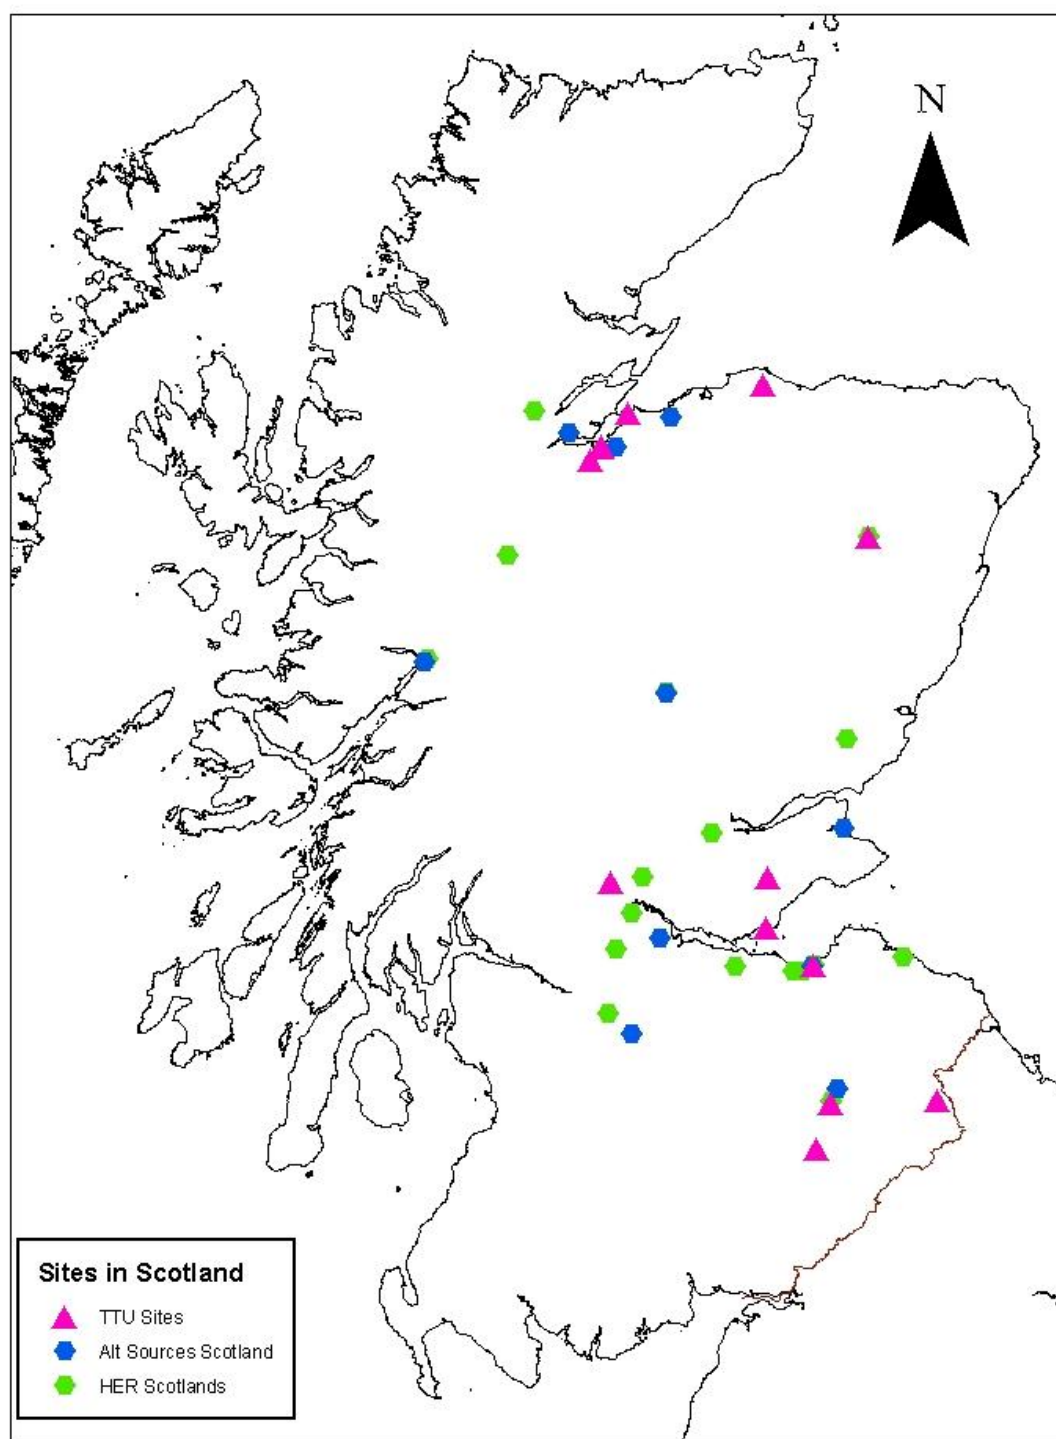 N
Sites in Scotland
TTU Sites
Alt Sources Scotland
HER Scotlands